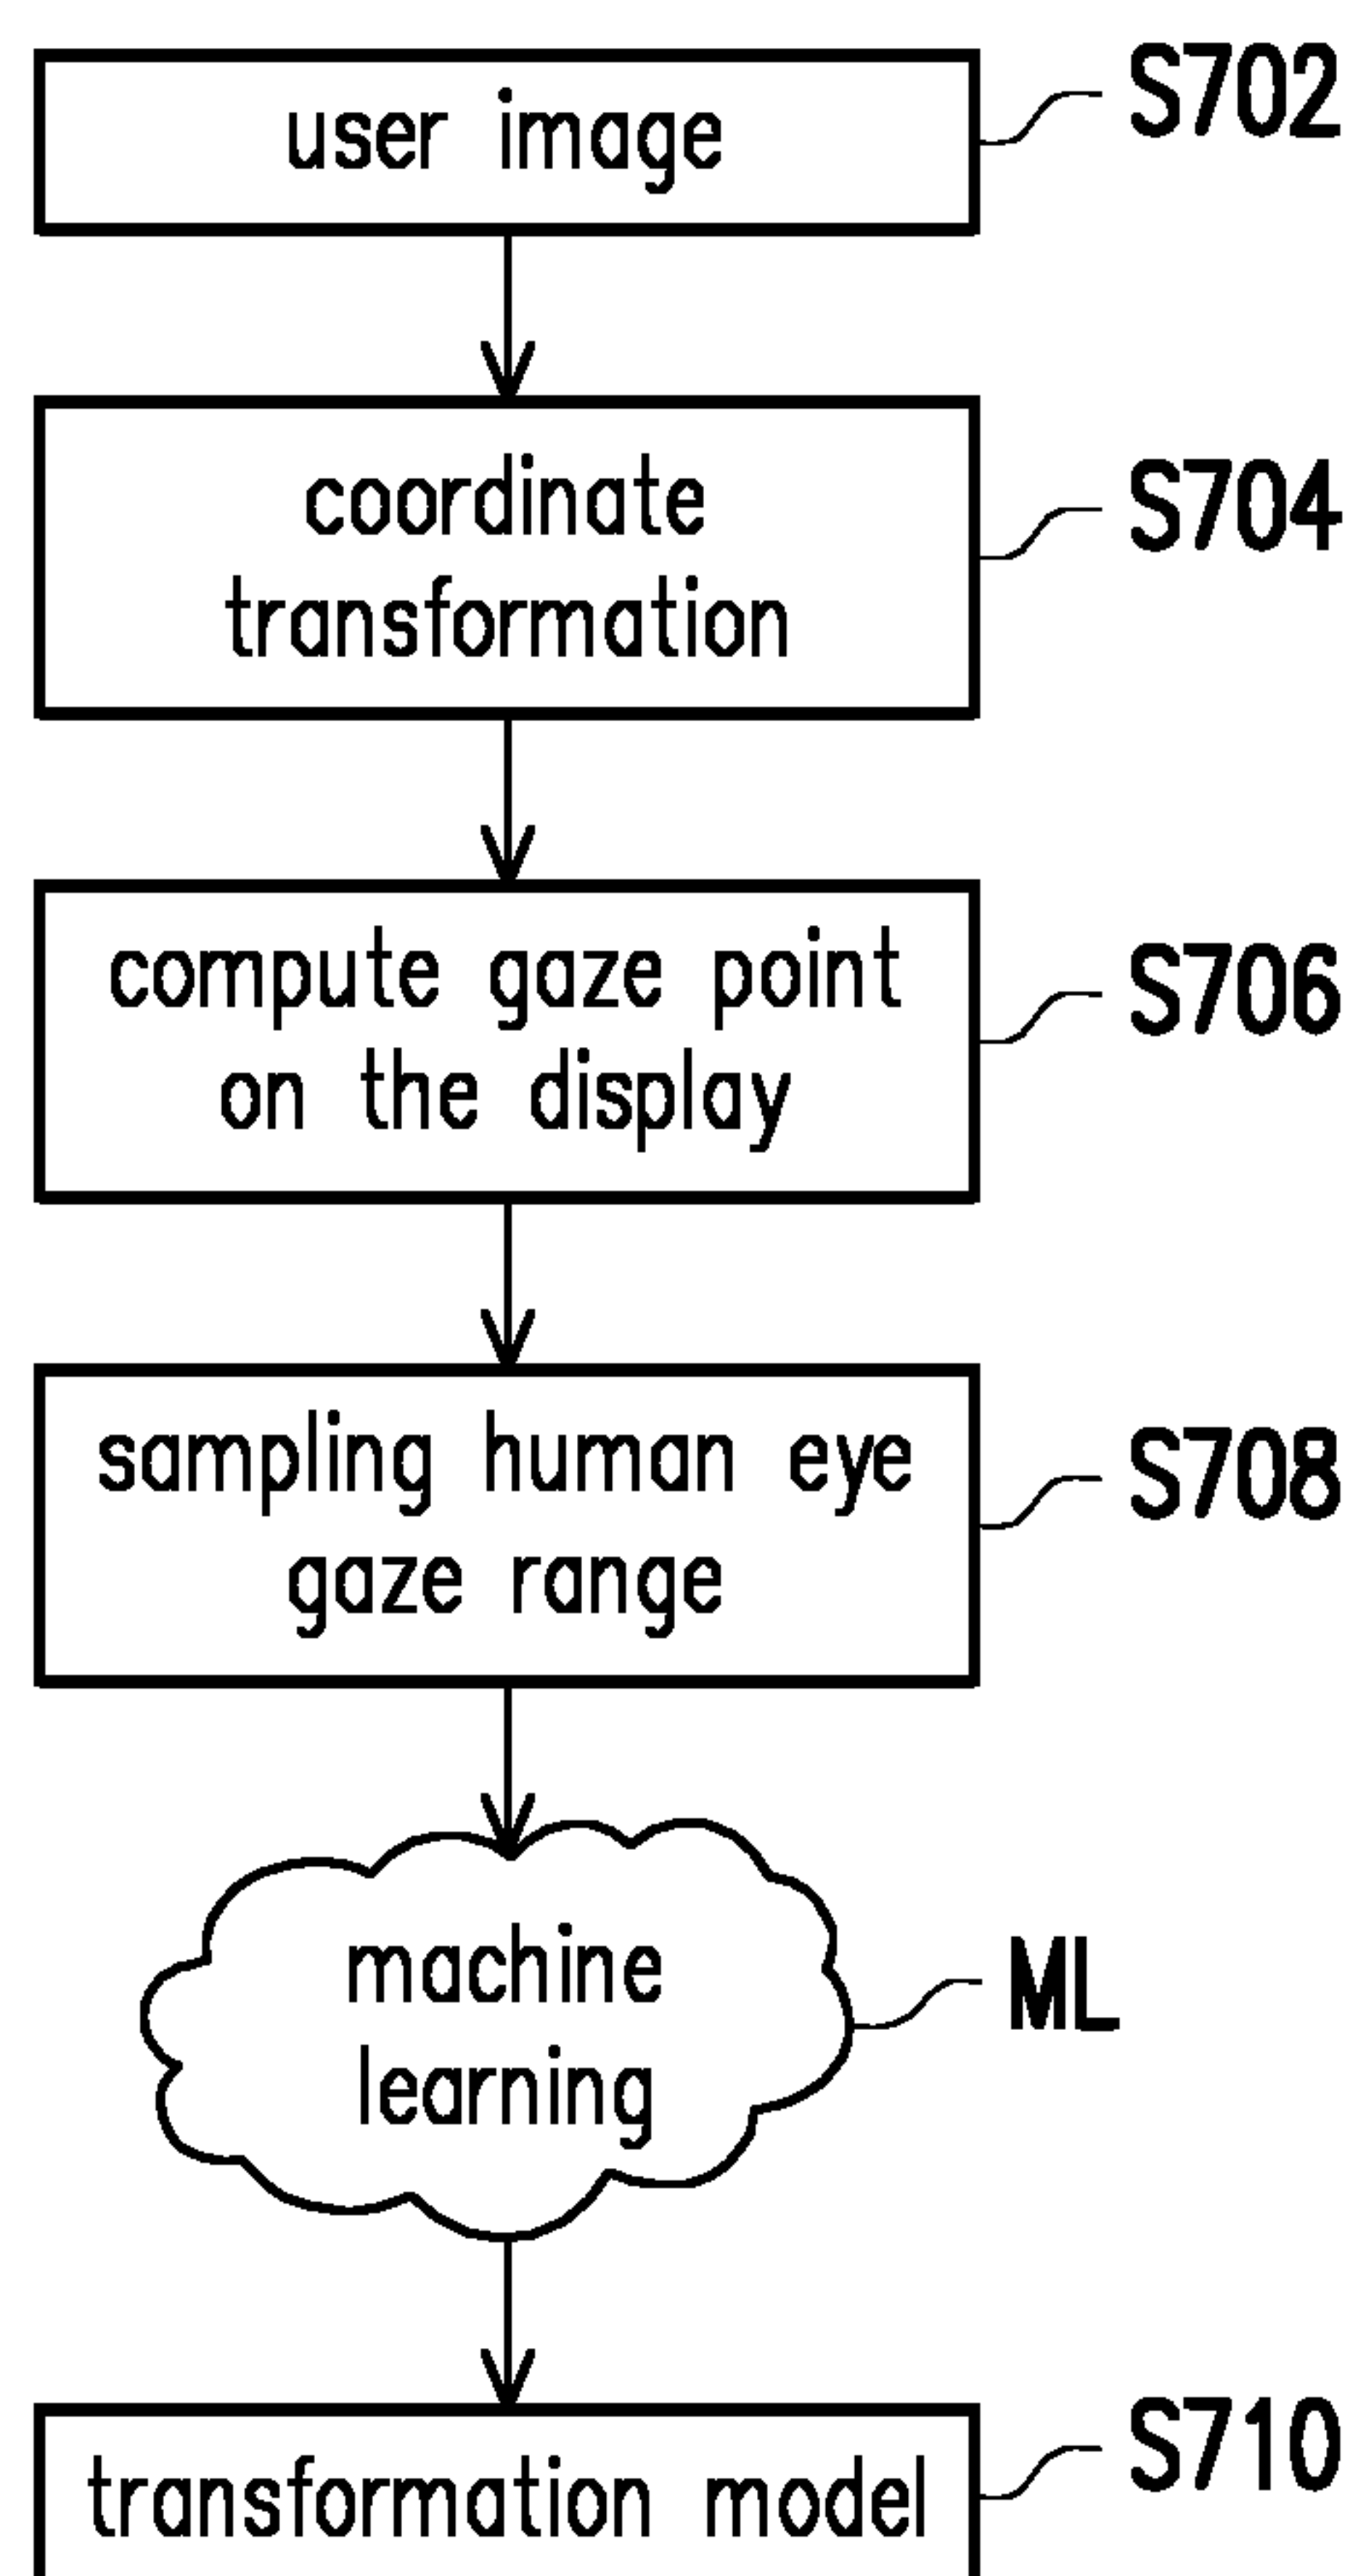 user image
S702
coordinate
transformation
S704
compute gaze point
on the display
S706
sampling human eye
gaze range
S708
machine
learning
ML
transformation model
S710